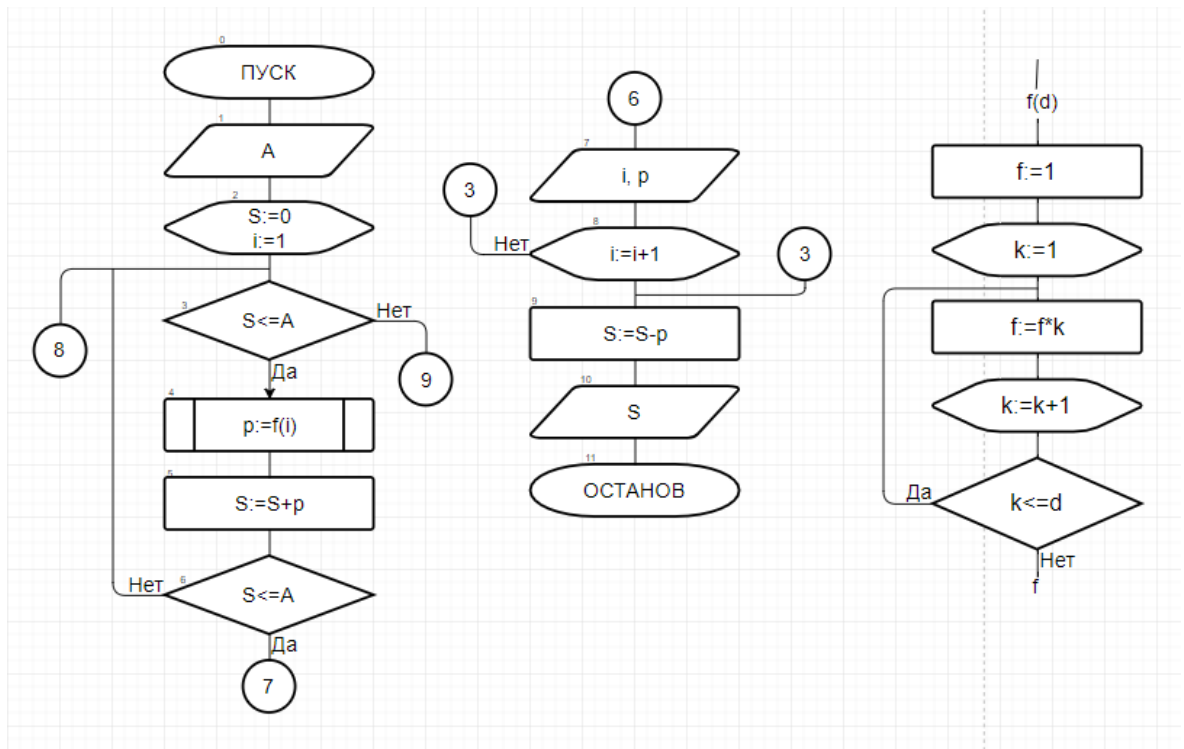 0
ПУСК
1
A
2
S:=0
i:=1
8
3
S<=A
Нет
9
Да
4
p:=f(i)
5
S:=S+p
6
Нет
S<=A
Да
7
6
7
i, p
3
8
Нет
i:=i+1
3
9
S:=S-p
10
S
11
ОСТАНОВ
f(d)
f:=1
k:=1
f:=f*k
k:=k+1
Да
k<=d
Нет
f